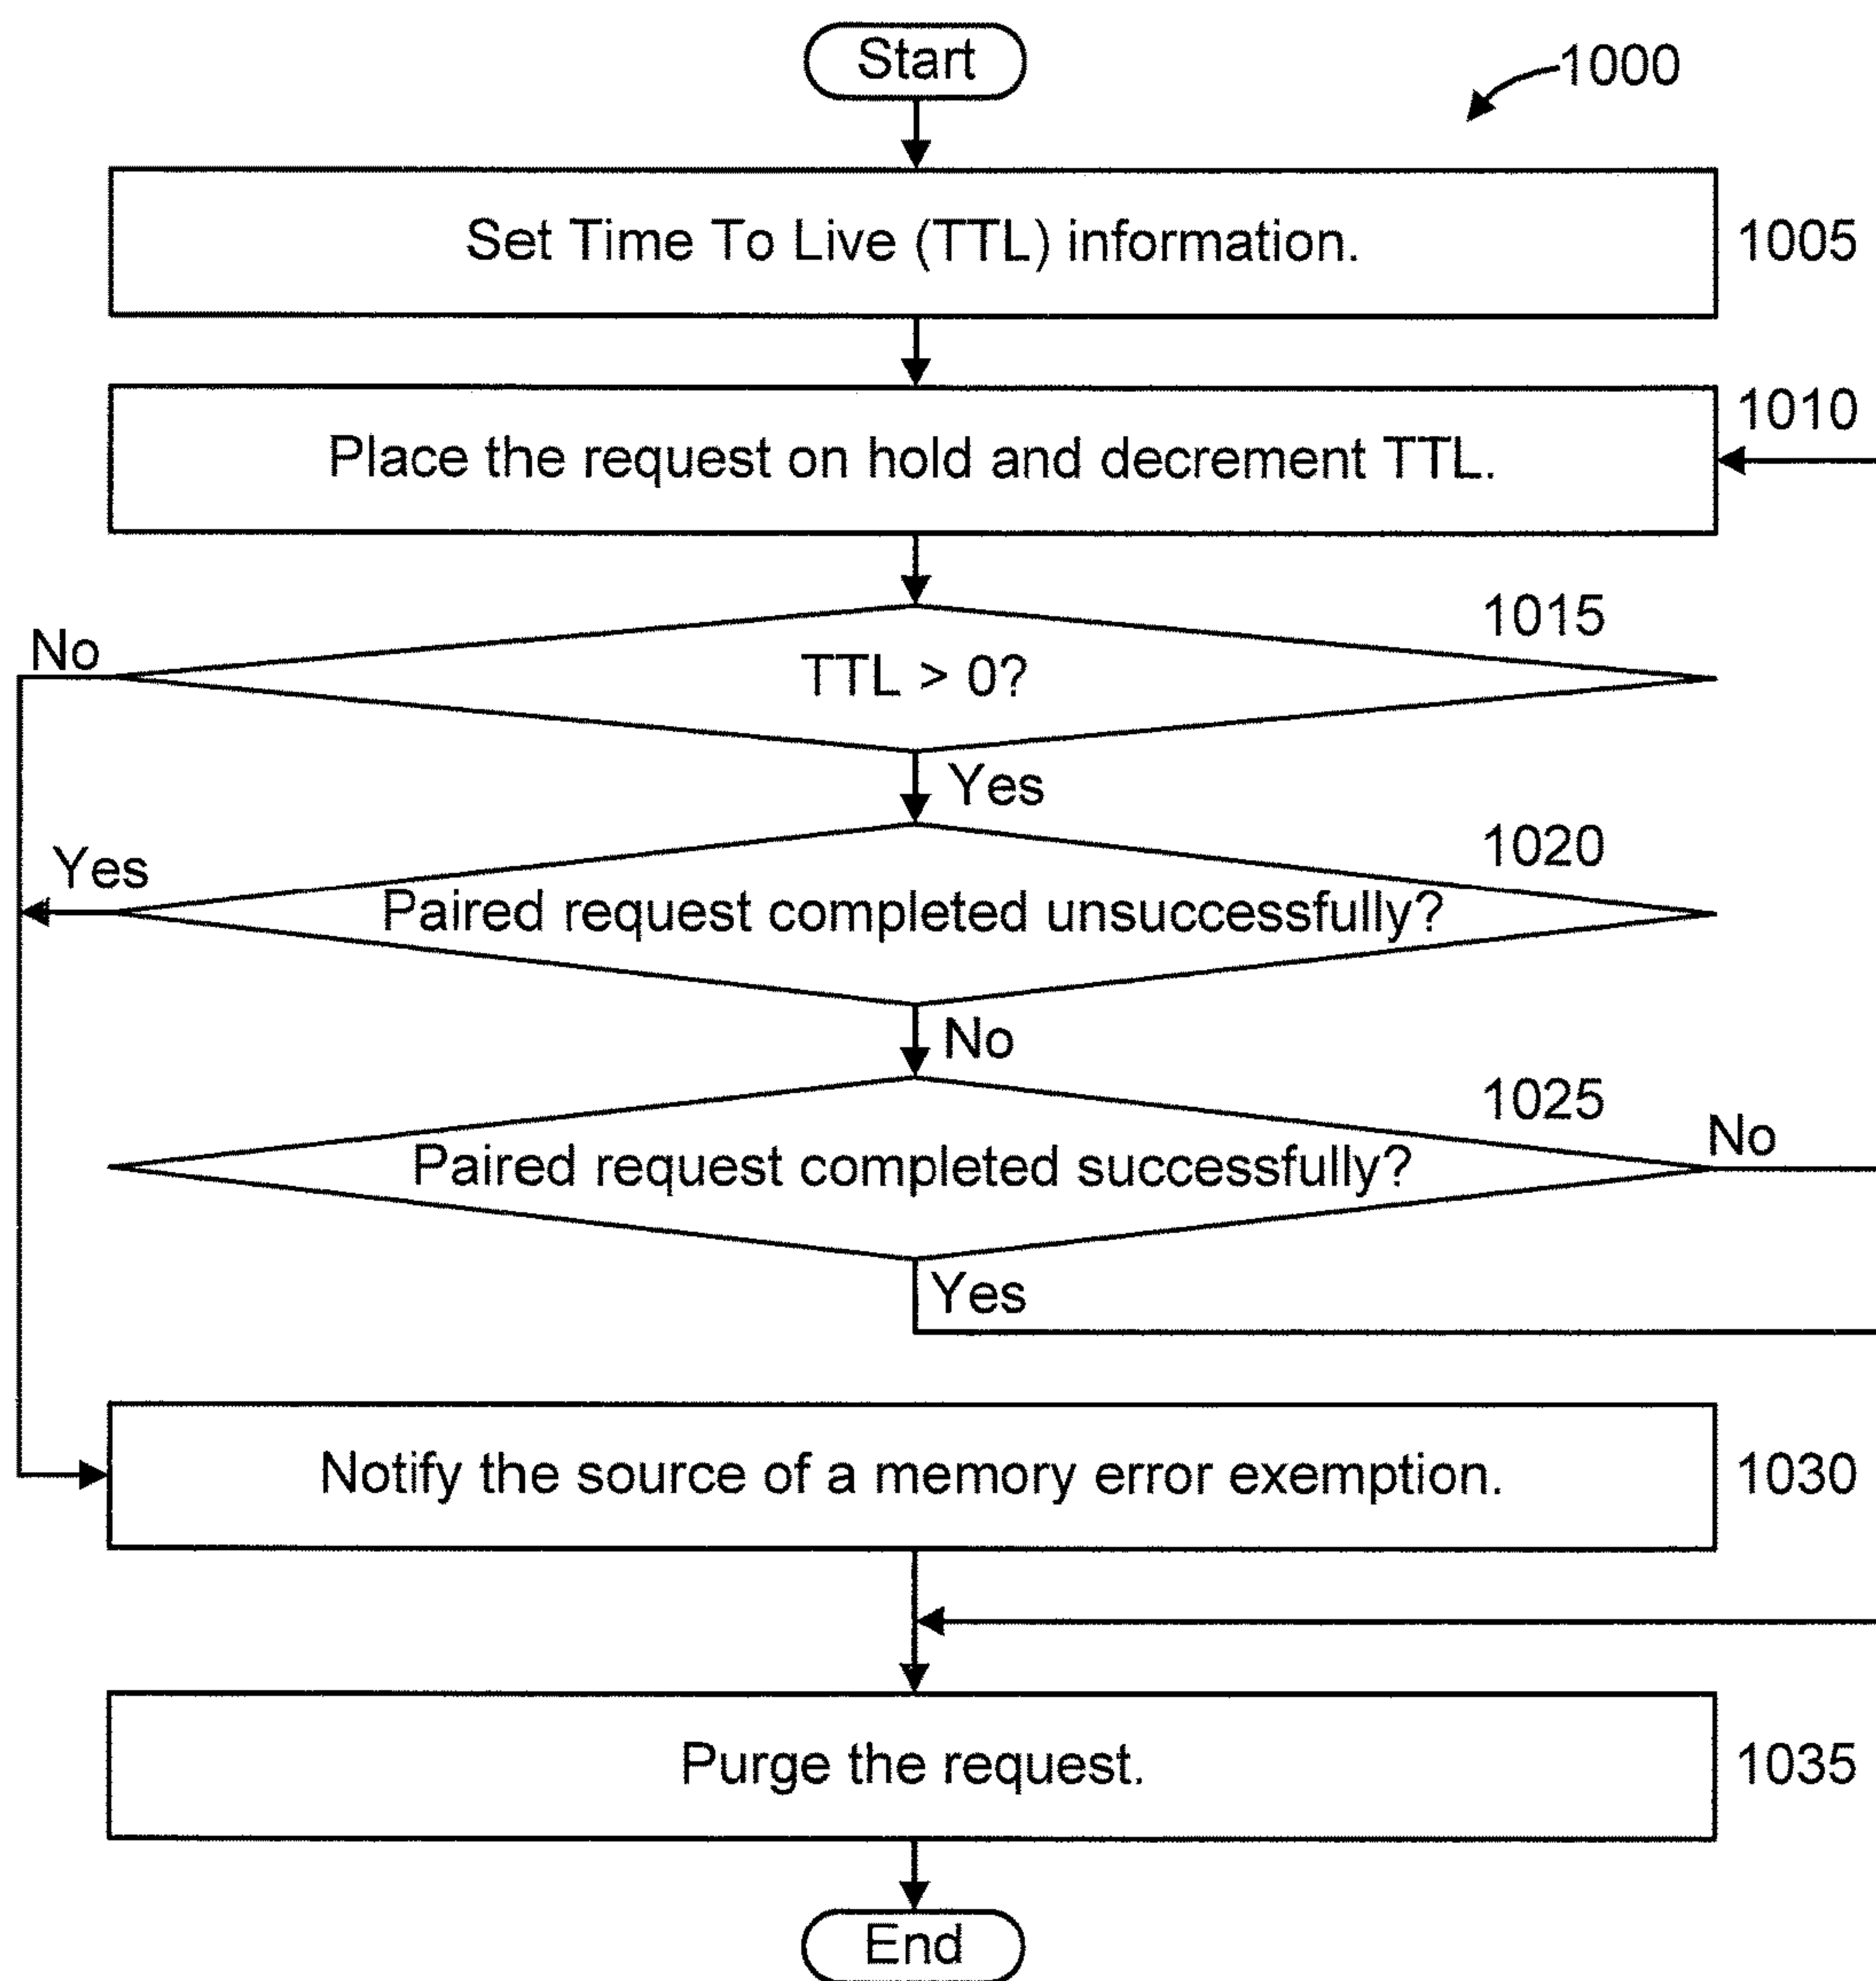 Start
1000
Set Time To Live (TTL) information.
1005
1010
Place the request on hold and decrement TTL.
1015
No
TTL > 0?
Yes
1020
Yes
Paired request completed unsuccessfully?
No
1025
No
Paired request completed successfully?
Yes
Notify the source of a memory error exemption.
1030
Purge the request.
1035
End